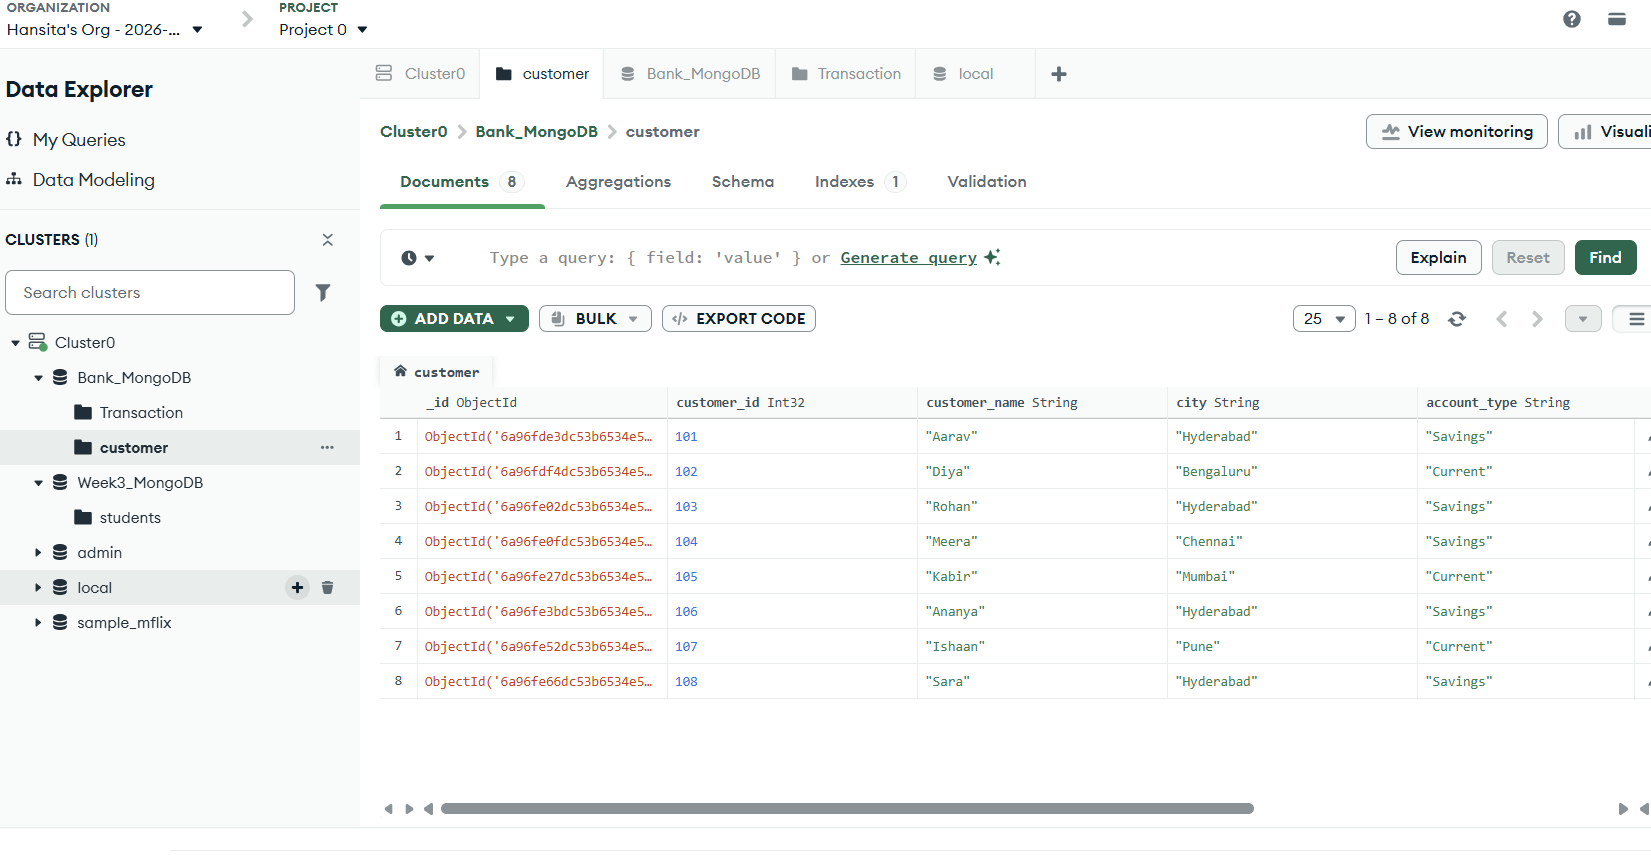 ORGANIZATION
Hansita's Org - 2026-...
PROJECT
Project 0
Data Explorer
My Queries
Data Modeling
CLUSTERS (1)
Search clusters
Cluster0
Bank_MongoDB
Transaction
customer
Week3_MongoDB
students
admin
local
sample_mflix
Cluster0 customer Bank_MongoDB Transaction local
Cluster0 > Bank_MongoDB > customer
View monitoring Visuali
Documents 8 Aggregations Schema Indexes 1 Validation
Type a query: { field: 'value' } or Generate query
Explain Reset Find
ADD DATA BULK </> EXPORT CODE 25 1 – 8 of 8
customer
_id ObjectId customer_id Int32 customer_name String city String account_type String
1 ObjectId('6a96fde3dc53b6534e5… 101 "Aarav" "Hyderabad" "Savings"
2 ObjectId('6a96fdf4dc53b6534e5… 102 "Diya" "Bengaluru" "Current"
3 ObjectId('6a96fe02dc53b6534e5… 103 "Rohan" "Hyderabad" "Savings"
4 ObjectId('6a96fe0fdc53b6534e5… 104 "Meera" "Chennai" "Savings"
5 ObjectId('6a96fe27dc53b6534e5… 105 "Kabir" "Mumbai" "Current"
6 ObjectId('6a96fe3bdc53b6534e5… 106 "Ananya" "Hyderabad" "Savings"
7 ObjectId('6a96fe52dc53b6534e5… 107 "Ishaan" "Pune" "Current"
8 ObjectId('6a96fe66dc53b6534e5… 108 "Sara" "Hyderabad" "Savings"